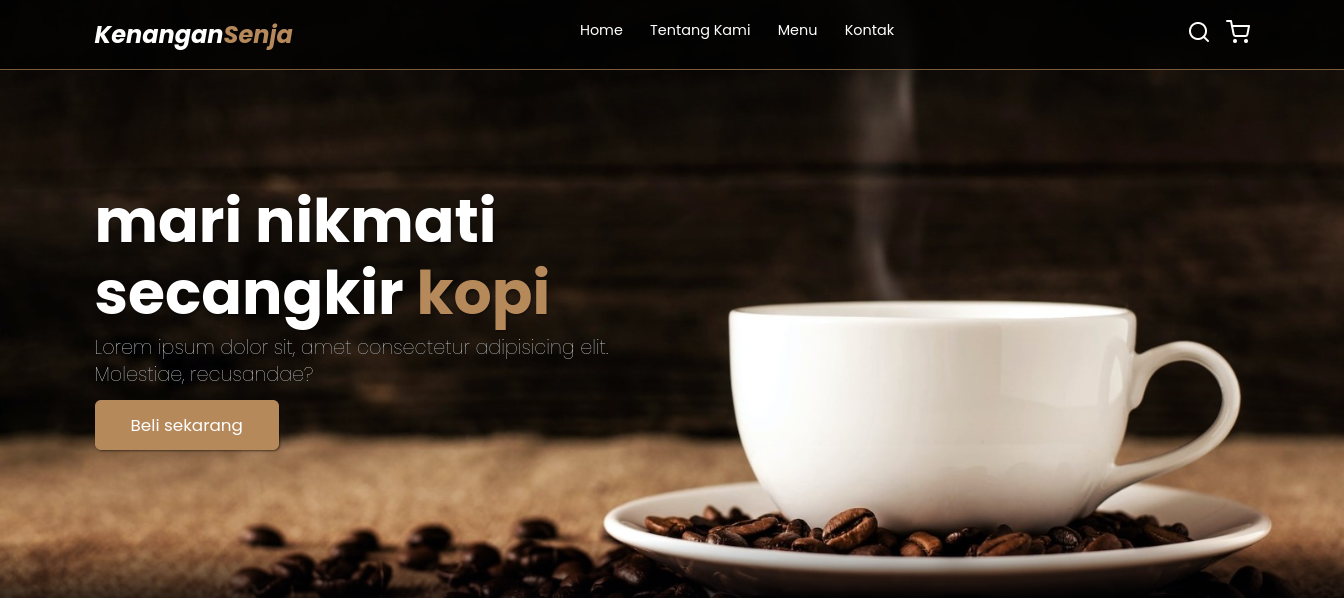 KenanganSenja
Home
Tentang Kami
Menu
Kontak
mari nikmati
secangkir kopi
Lorem ipsum dolor sit, amet consectetur adipisicing elit.
Molestiae, recusandae?
Beli sekarang